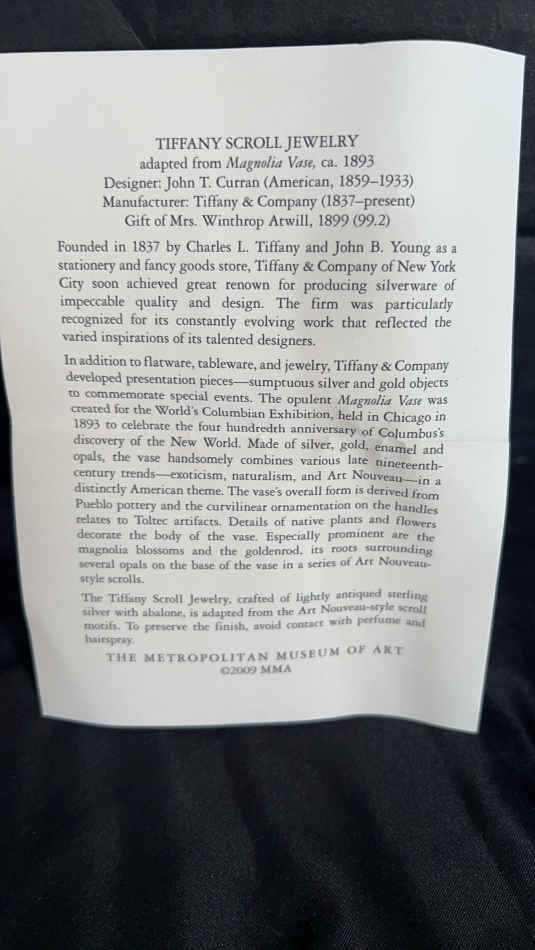 TIFFANY SCROLL JEWELRY
adapted from Magnolia Vase, ca. 1893
Designer: John T. Curran (American, 1859–1933)
Manufacturer: Tiffany & Company (1837–present)
Gift of Mrs. Winthrop Atwill, 1899 (99.2)
Founded in 1837 by Charles L. Tiffany and John B. Young as a
stationery and fancy goods store, Tiffany & Company of New York
City soon achieved great renown for producing silverware of
impeccable quality and design. The firm was particularly
recognized for its constantly evolving work that reflected the
varied inspirations of its talented designers.
In addition to flatware, tableware, and jewelry, Tiffany & Company
developed presentation pieces—sumptuous silver and gold objects
to commemorate special events. The opulent Magnolia Vase was
created for the World's Columbian Exhibition, held in Chicago in
1893 to celebrate the four hundredth anniversary of Columbus's
discovery of the New World. Made of silver, gold, enamel and
opals, the vase handsomely combines various late nineteenth-
century trends—exoticism, naturalism, and Art Nouveau—in a
distinctly American theme. The vase's overall form is derived from
Pueblo pottery and the curvilinear ornamentation on the handles
relates to Toltec artifacts. Details of native plants and flowers
decorate the body of the vase. Especially prominent are the
magnolia blossoms and the goldenrod, its roots surrounding
several opals on the base of the vase in a series of Art Nouveau-
style scrolls.
The Tiffany Scroll Jewelry, crafted of lightly antiqued sterling
silver with abalone, is adapted from the Art Nouveau-style scroll
motifs. To preserve the finish, avoid contact with perfume and
hairspray.
THE METROPOLITAN MUSEUM OF ART
©2009 MMA